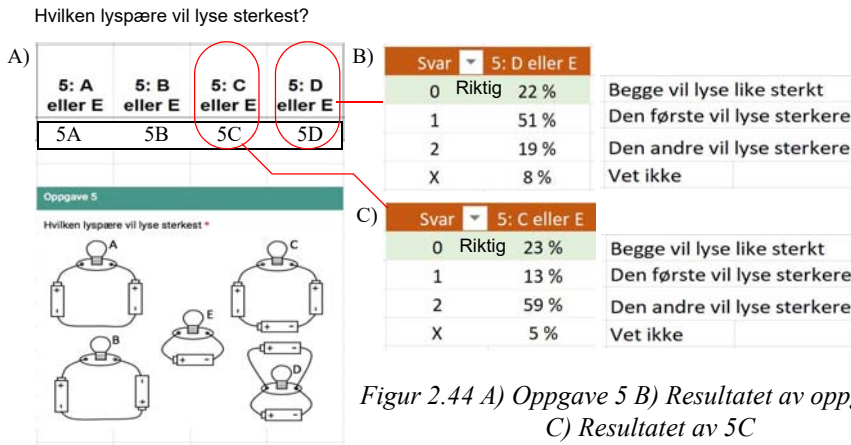 Hvilken lyspære vil lyse sterkest?
A)
5: A eller E
5: B eller E
5: C eller E
5: D eller E
5A 5B 5C 5D
Oppgave 5
Hvilken lyspære vil lyse sterkest *
A
C
E
B
D
B)
Svar 5: D eller E
0 Riktig 22 % Begge vil lyse like sterkt
1 51 % Den første vil lyse sterkere
2 19 % Den andre vil lyse sterkere
X 8 % Vet ikke
C)
Svar 5: C eller E
0 Riktig 23 % Begge vil lyse like sterkt
1 13 % Den første vil lyse sterkere
2 59 % Den andre vil lyse sterkere
X 5 % Vet ikke
Figur 2.44 A) Oppgave 5 B) Resultatet av oppg
C) Resultatet av 5C